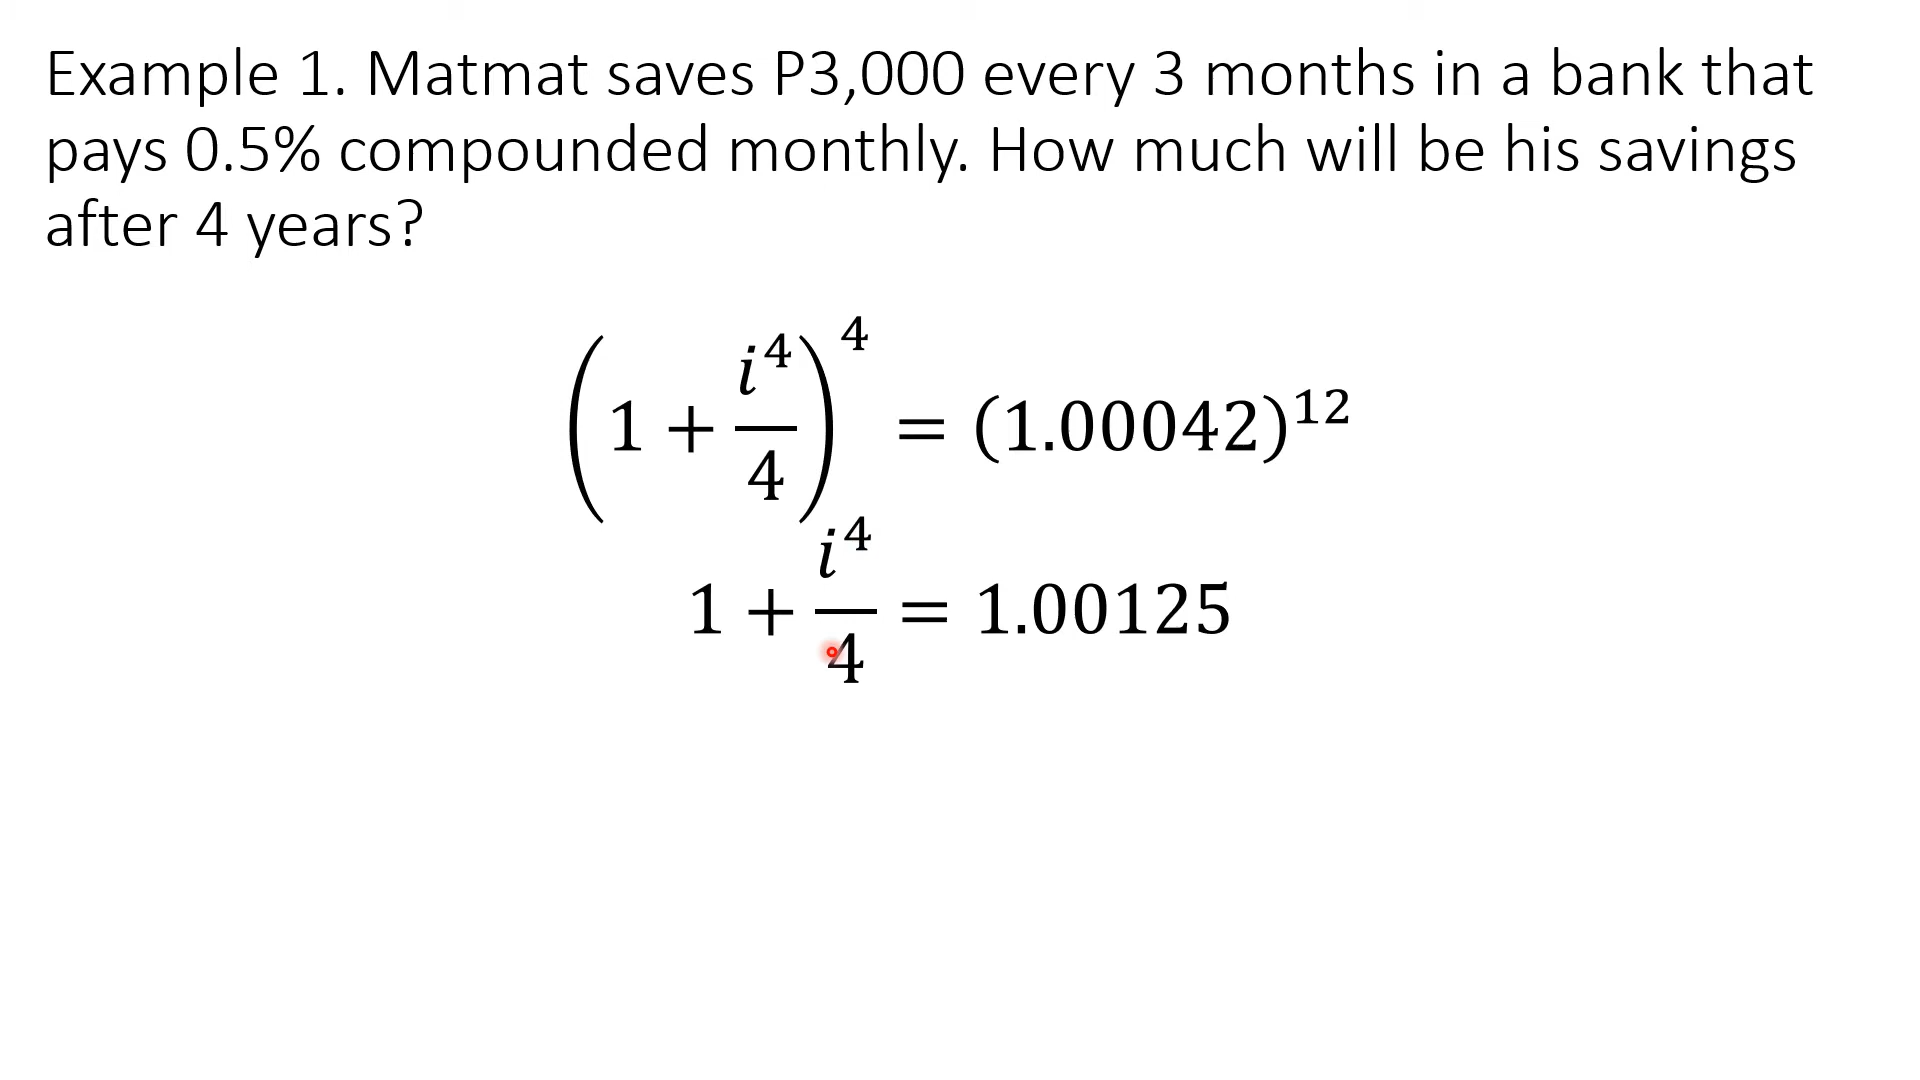 Example 1. Matmat saves P3,000 every 3 months in a bank that
pays 0.5% compounded monthly. How much will be his savings
after 4 years?
(1 + i⁴/4)⁴ = (1.00042)¹²
1 + i⁴/4 = 1.00125